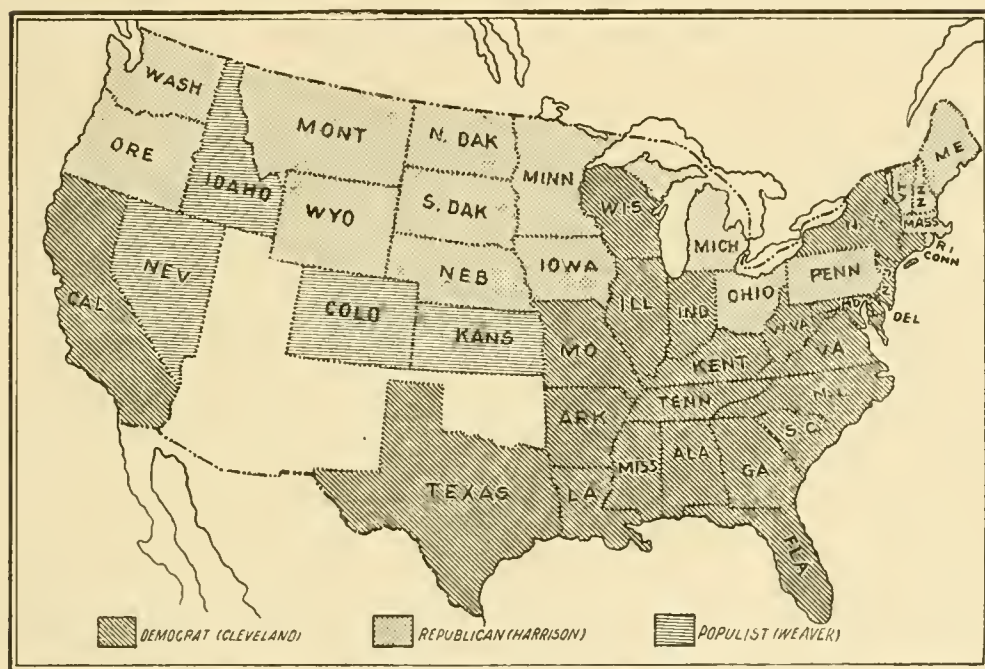 WASH
MONT
N. DAK
MINN
ME
ORE
IDAHO
WYO
S. DAK
WIS
VT
MASS
NEV
NEB
IOWA
MICH
N.
R I
CONN
PENN
CAL
COLO
KANS
ILL
IND
OHIO
W.VA
DEL
MO
KENT
VA
TENN
ARK
S. C.
MISS
ALA
GA
TEXAS
LA
FLA
DEMOCRAT (CLEVELAND)
REPUBLICAN (HARRISON)
POPULIST (WEAVER)